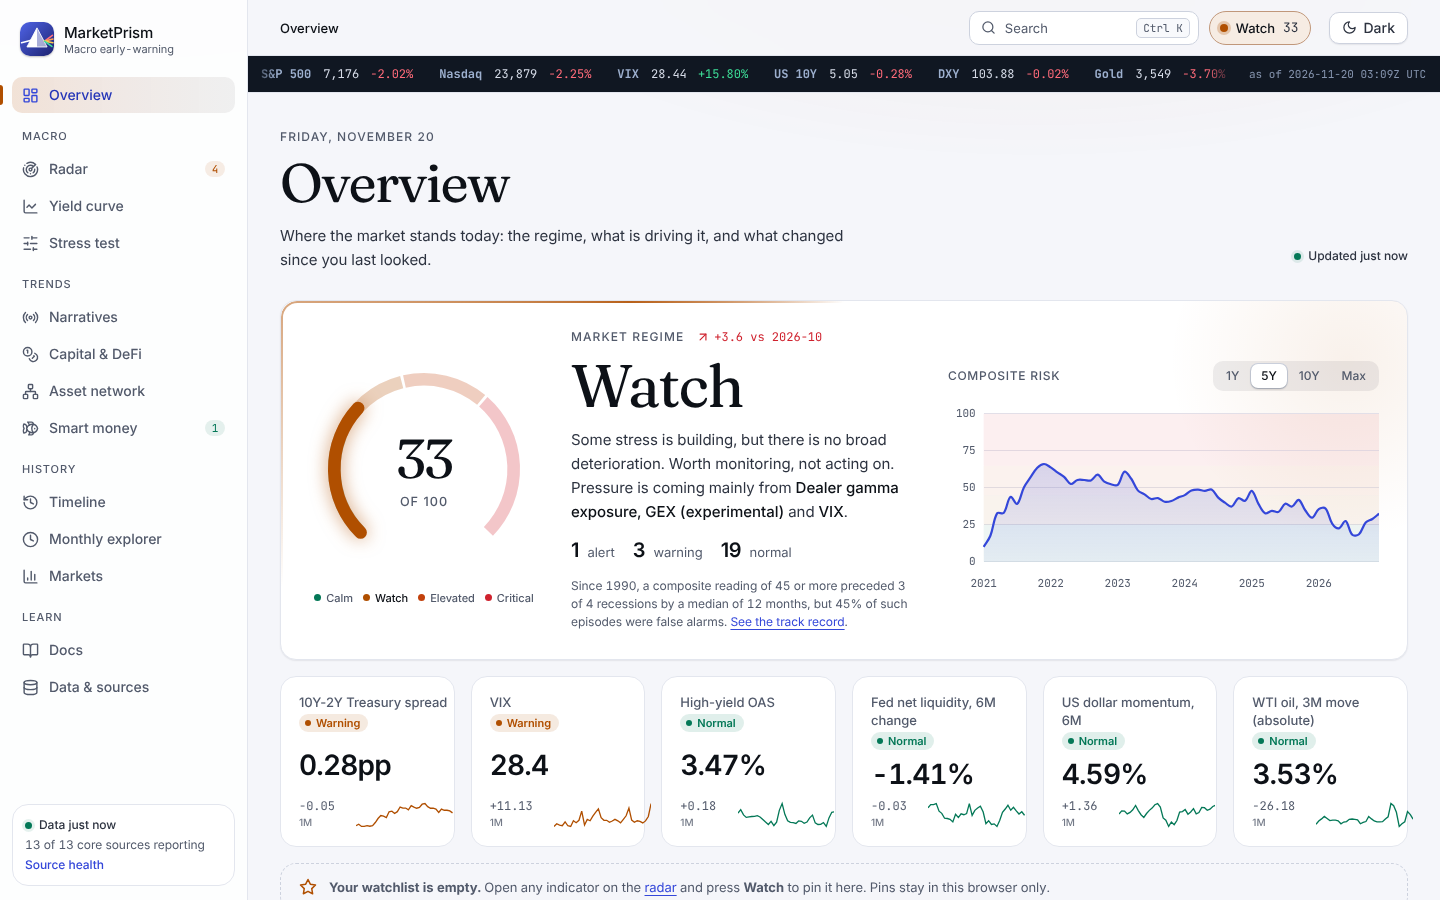 MarketPrism
Macro early-warning
Overview
MACRO
Radar 4
Yield curve
Stress test
TRENDS
Narratives
Capital & DeFi
Asset network
Smart money 1
HISTORY
Timeline
Monthly explorer
Markets
LEARN
Docs
Data & sources
Data just now
13 of 13 core sources reporting
Source health
Overview
Search Ctrl K
Watch 33
Dark
S&P 500 7,176 -2.02% Nasdaq 23,879 -2.25% VIX 28.44 +15.80% US 10Y 5.05 -0.28% DXY 103.88 -0.02% Gold 3,549 -3.70% as of 2026-11-20 03:09Z UTC
FRIDAY, NOVEMBER 20
Overview
Where the market stands today: the regime, what is driving it, and what changed
since you last looked.
Updated just now
33
OF 100
Calm Watch Elevated Critical
MARKET REGIME +3.6 vs 2026-10
Watch
Some stress is building, but there is no broad
deterioration. Worth monitoring, not acting on.
Pressure is coming mainly from Dealer gamma
exposure, GEX (experimental) and VIX.
1 alert 3 warning 19 normal
Since 1990, a composite reading of 45 or more preceded 3
of 4 recessions by a median of 12 months, but 45% of such
episodes were false alarms. See the track record.
COMPOSITE RISK
1Y 5Y 10Y Max
100
75
50
25
0
2021 2022 2023 2024 2025 2026
10Y-2Y Treasury spread
Warning
0.28pp
-0.05
1M
VIX
Warning
28.4
+11.13
1M
High-yield OAS
Normal
3.47%
+0.18
1M
Fed net liquidity, 6M
change
Normal
-1.41%
-0.03
1M
US dollar momentum,
6M
Normal
4.59%
+1.36
1M
WTI oil, 3M move
(absolute)
Normal
3.53%
-26.18
1M
Your watchlist is empty. Open any indicator on the radar and press Watch to pin it here. Pins stay in this browser only.